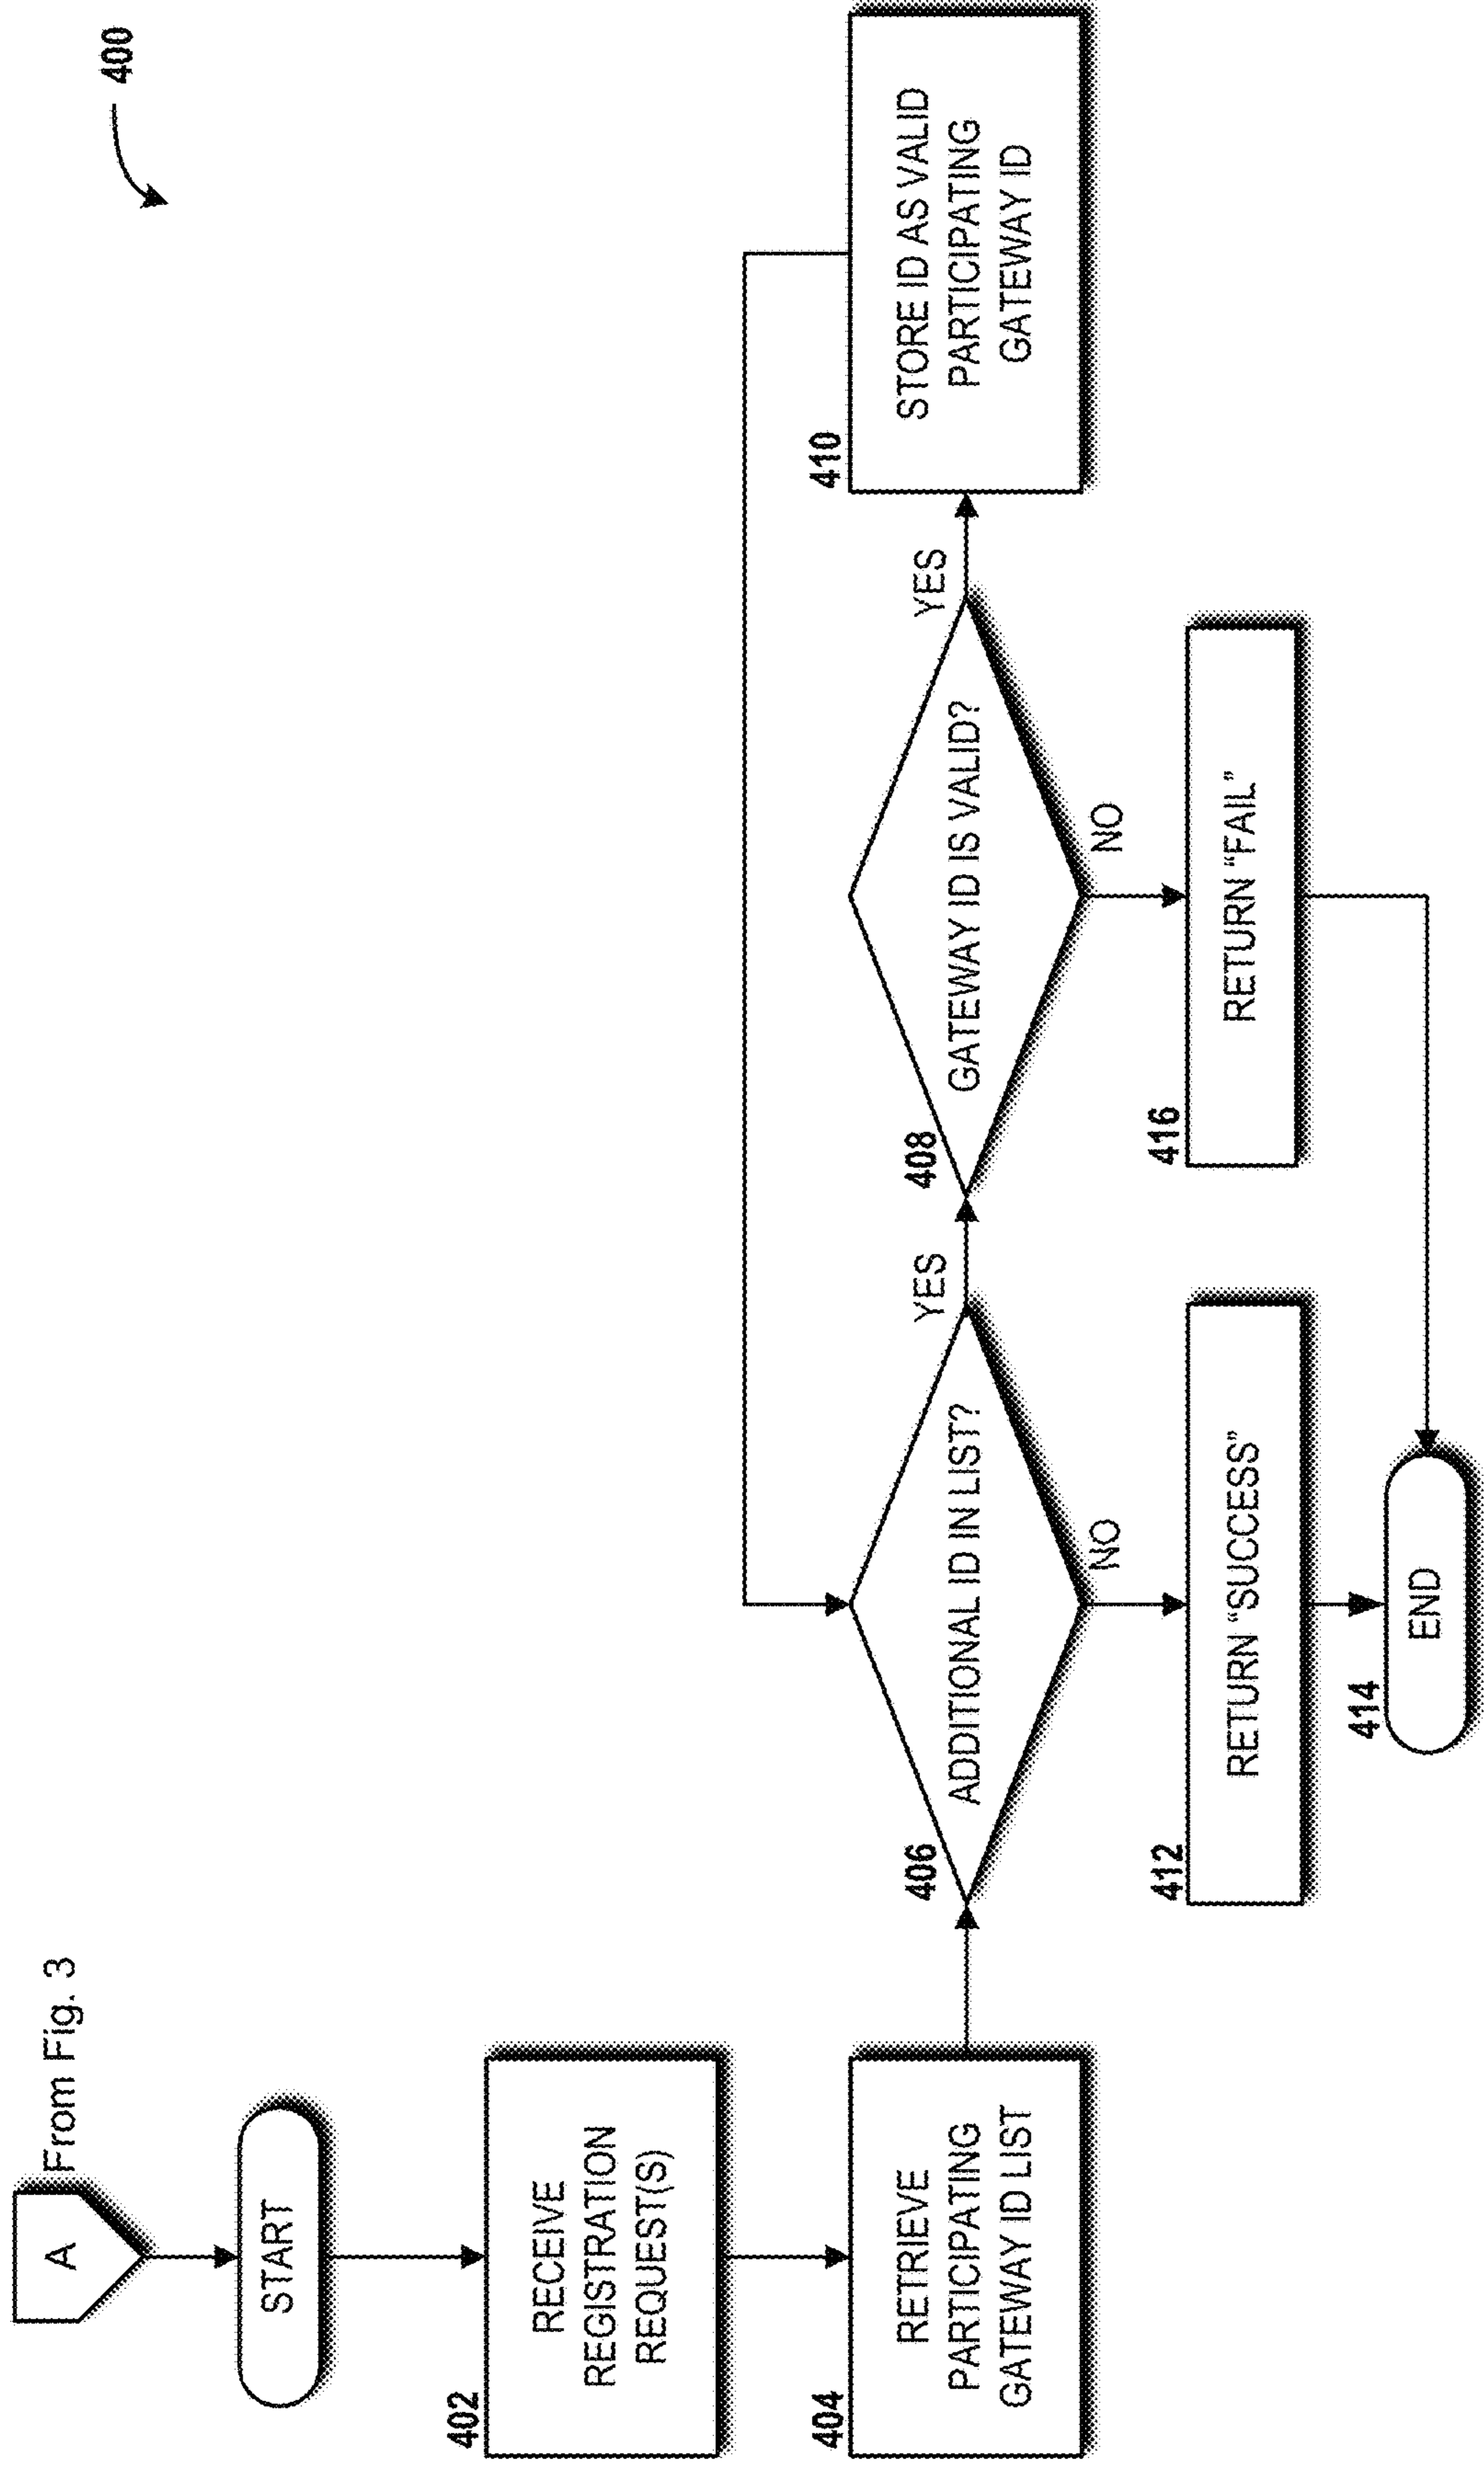 400
From Fig. 3
A
START
402
RECEIVE
REGISTRATION
REQUEST(S)
404
RETRIEVE
PARTICIPATING
GATEWAY ID LIST
406
ADDITIONAL ID IN LIST?
YES
NO
408
GATEWAY ID IS VALID?
YES
NO
410
STORE ID AS VALID
PARTICIPATING
GATEWAY ID
412
RETURN “SUCCESS”
416
RETURN “FAIL”
414
END